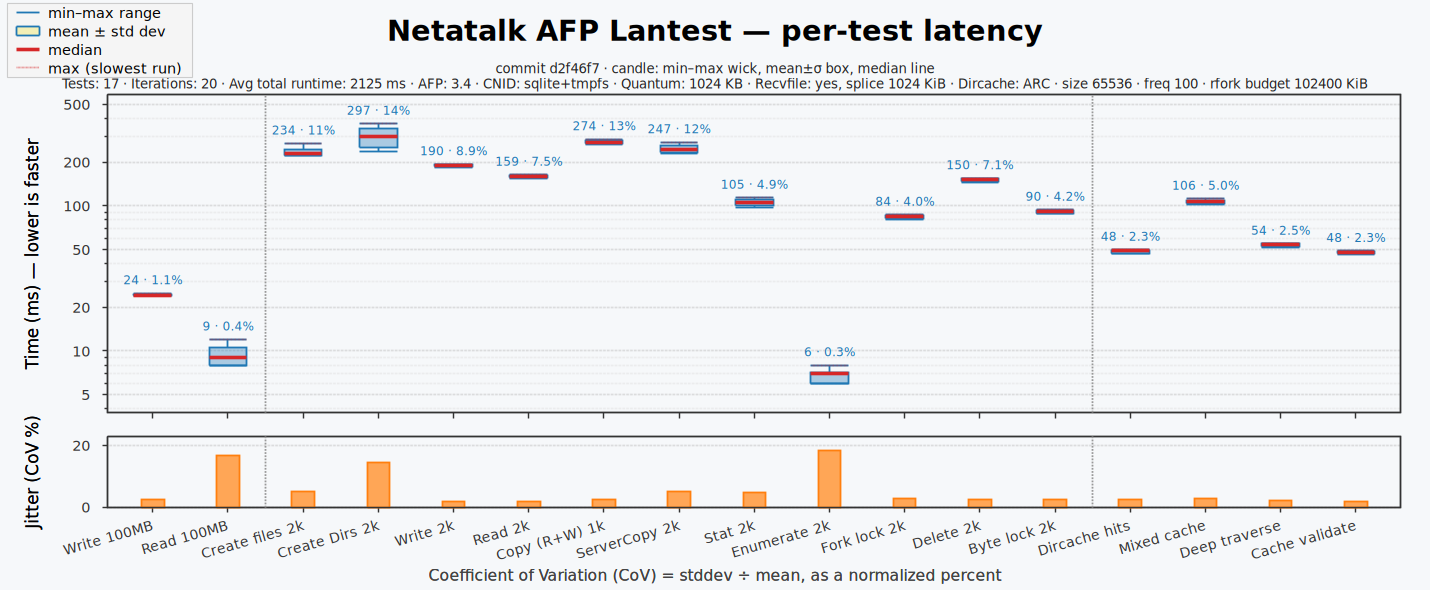 min–max range
mean ± std dev
median
max (slowest run)
Netatalk AFP Lantest — per-test latency
commit d2f46f7 · candle: min–max wick, mean±σ box, median line
Tests: 17 · Iterations: 20 · Avg total runtime: 2125 ms · AFP: 3.4 · CNID: sqlite+tmpfs · Quantum: 1024 KB · Recvfile: yes, splice 1024 KiB · Dircache: ARC · size 65536 · freq 100 · rfork budget 102400 KiB
Time (ms) — lower is faster
500
200
100
50
20
10
5
24 · 1.1%
9 · 0.4%
234 · 11%
297 · 14%
190 · 8.9%
159 · 7.5%
274 · 13%
247 · 12%
105 · 4.9%
6 · 0.3%
84 · 4.0%
150 · 7.1%
90 · 4.2%
48 · 2.3%
106 · 5.0%
54 · 2.5%
48 · 2.3%
Jitter (CoV %)
20
0
Write 100MB
Read 100MB
Create files 2k
Create Dirs 2k
Write 2k
Read 2k
Copy (R+W) 1k
ServerCopy 2k
Stat 2k
Enumerate 2k
Fork lock 2k
Delete 2k
Byte lock 2k
Dircache hits
Mixed cache
Deep traverse
Cache validate
Coefficient of Variation (CoV) = stddev ÷ mean, as a normalized percent